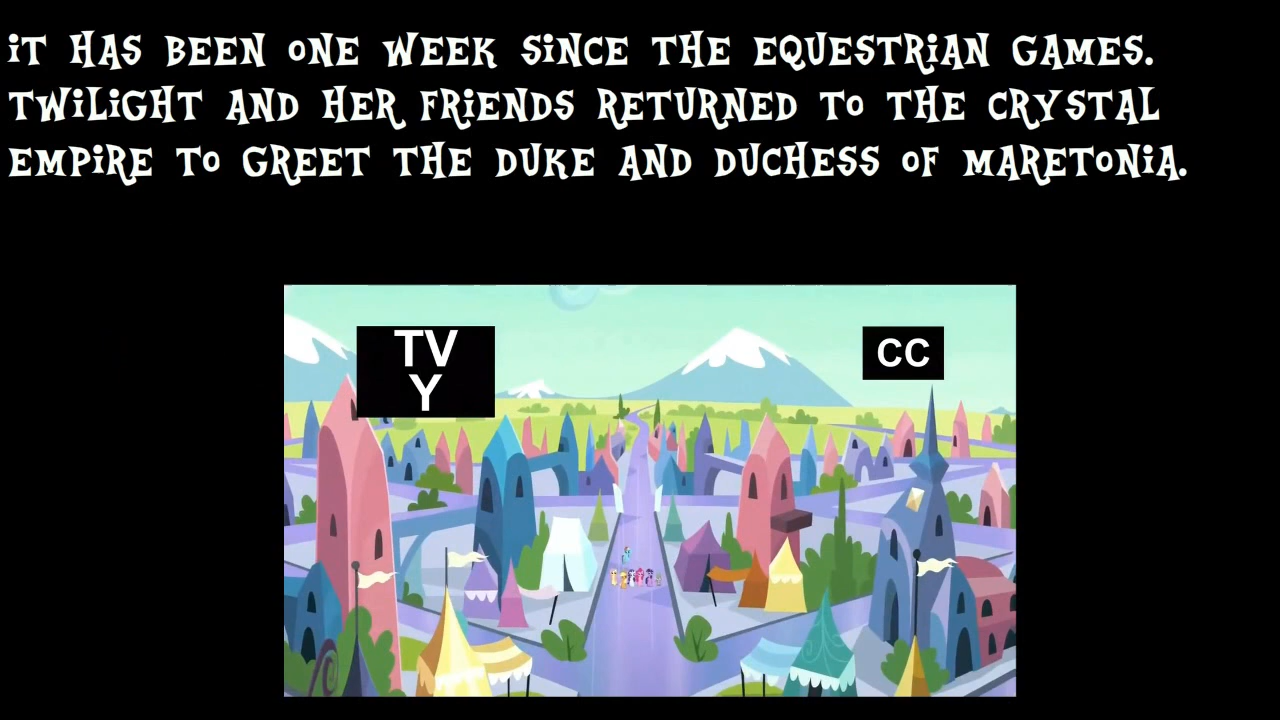 iT HAS BEEN oNE WEEK SiNCE THE EQUESTRiAN GAMES.
TWiLiGHT AND HER FRiENDS RETURNED To THE CRYSTAL
EMPiRE To GREET THE DUKE AND DUCHESS oF MAREToNiA.
TV
Y
CC